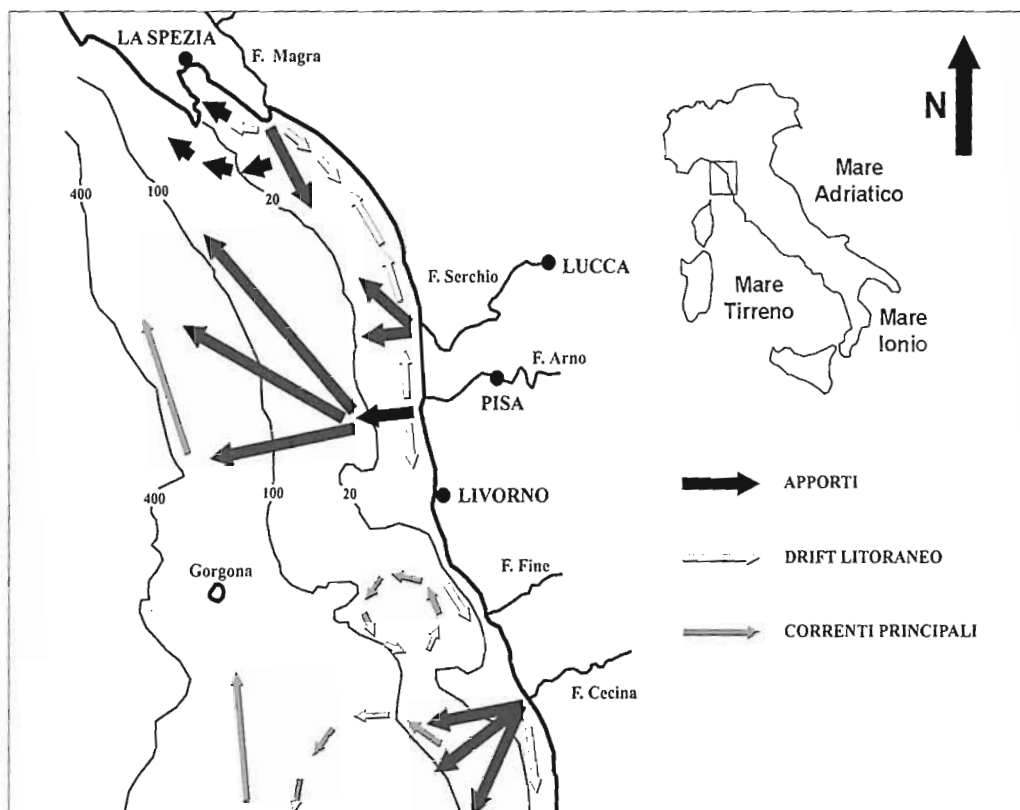 LA SPEZIA
F. Magra
N
Mare
Adriatico
400
100
20
F. Serchio
LUCCA
Mare
Tirreno
Mare
Ionio
F. Arno
PISA
400
100
20
LIVORNO
APPORTI
Gorgona
F. Fine
DRIFT LITORANEO
CORRENTI PRINCIPALI
F. Cecina